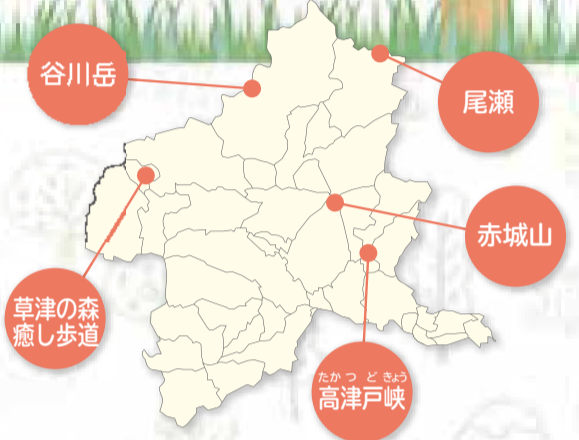 谷川岳
尾瀬
赤城山
草津の森
癒し歩道
たかつどきょう
高津戸峡